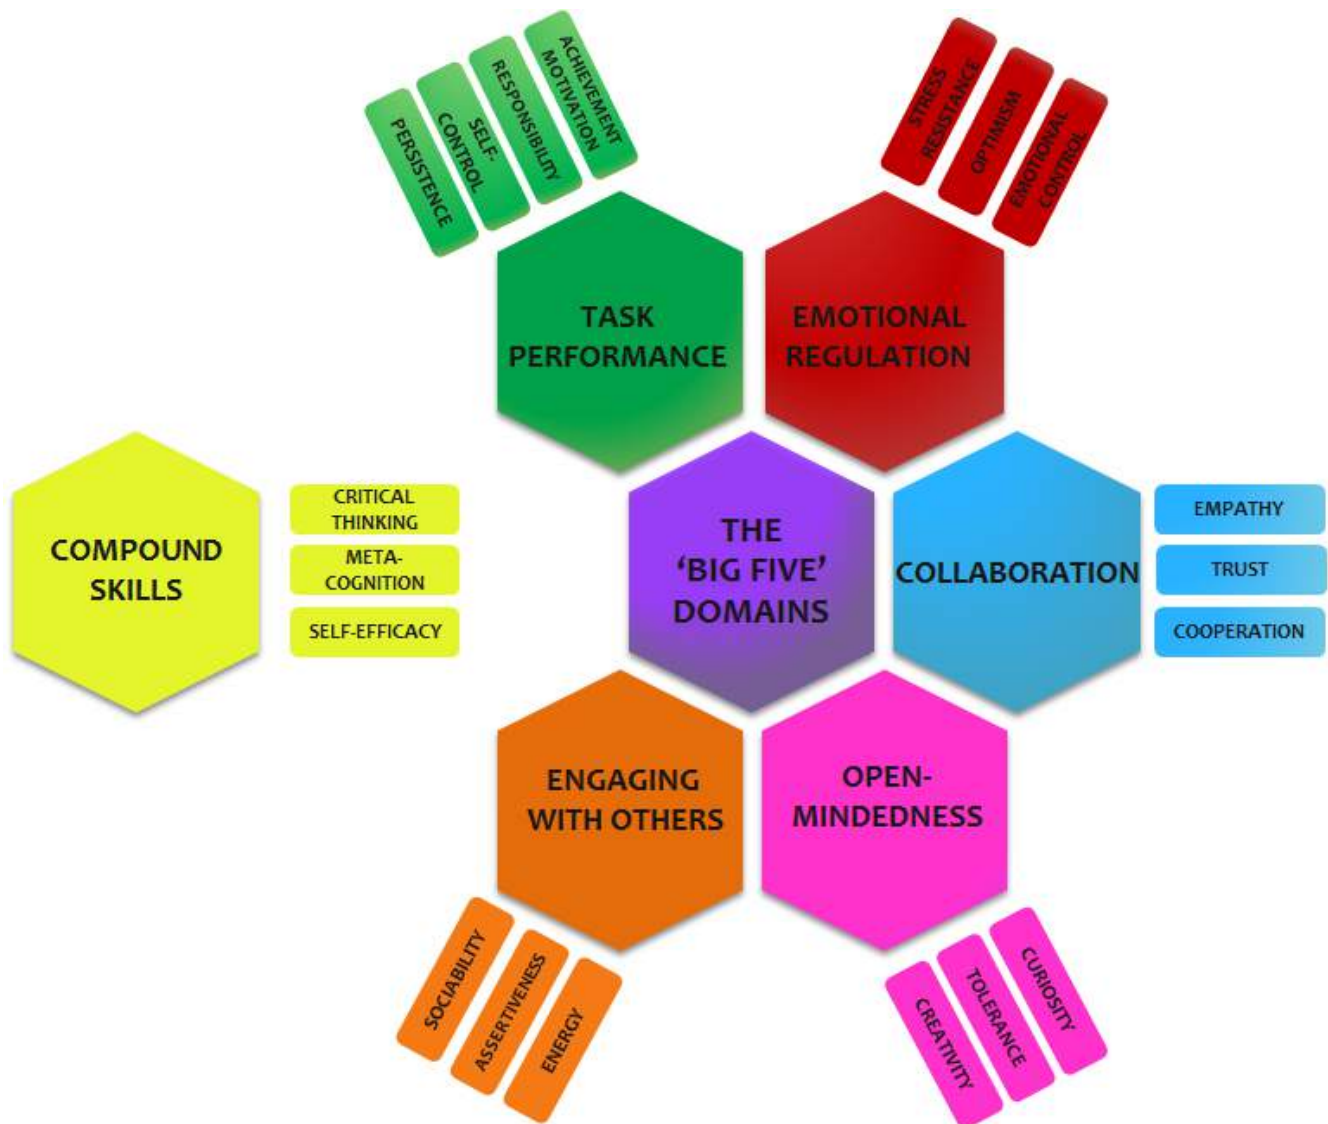 PERSISTENCE
SELF-
CONTROL
RESPONSIBILITY
ACHIEVEMENT
MOTIVATION
STRESS
RESISTANCE
OPTIMISM
EMOTIONAL
CONTROL
TASK
PERFORMANCE
EMOTIONAL
REGULATION
COMPOUND
SKILLS
CRITICAL
THINKING
META-
COGNITION
SELF-EFFICACY
THE
‘BIG FIVE’
DOMAINS
COLLABORATION
EMPATHY
TRUST
COOPERATION
ENGAGING
WITH OTHERS
OPEN-
MINDEDNESS
SOCIABILITY
ASSERTIVENESS
ENERGY
CREATIVITY
TOLERANCE
CURIOSITY